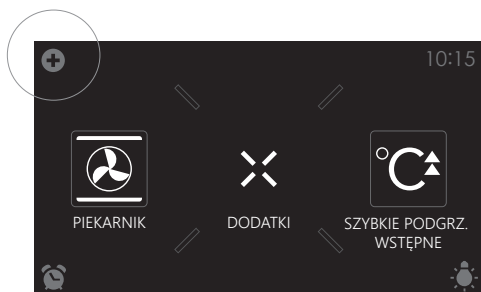 10:15
°C
PIEKARNIK
DODATKI
SZYBKIE PODGRZ.
WSTĘPNE